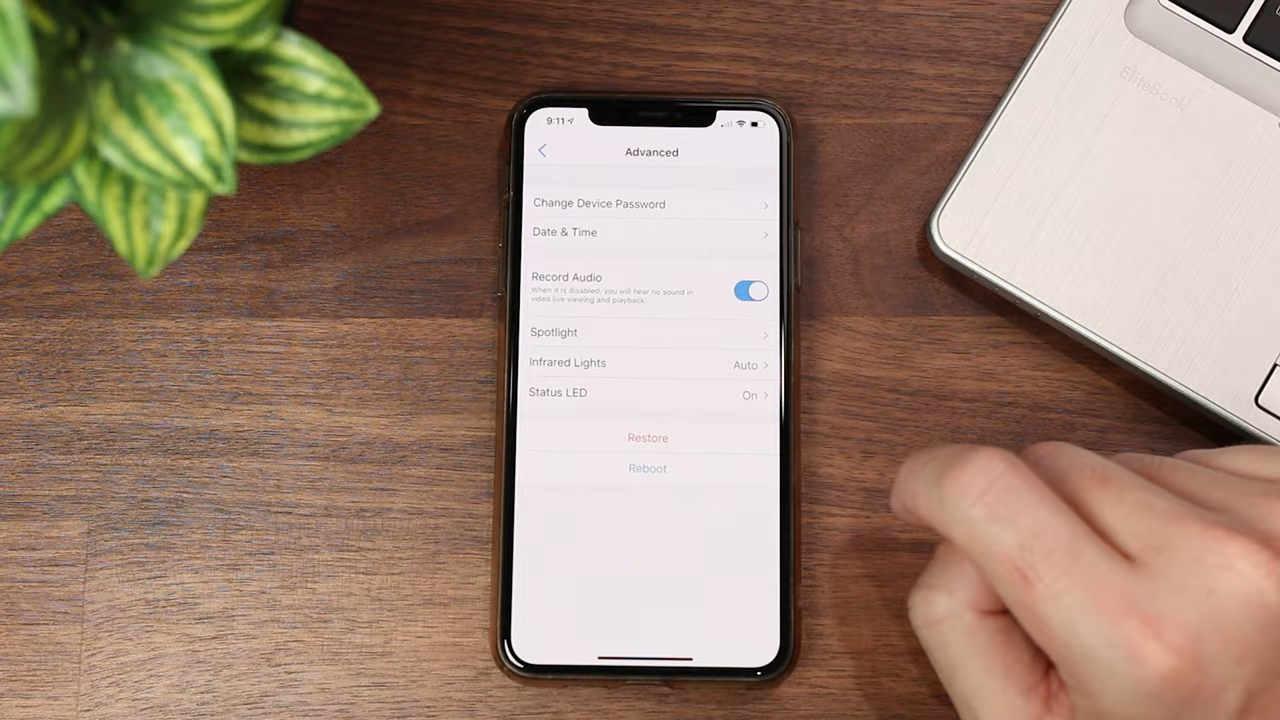 9:11
Advanced
Change Device Password
Date & Time
Record Audio
When it is disabled, you will hear no sound in
video live viewing and playback.
Spotlight
Infrared Lights
Auto
Status LED
On
Restore
Reboot
EliteBook